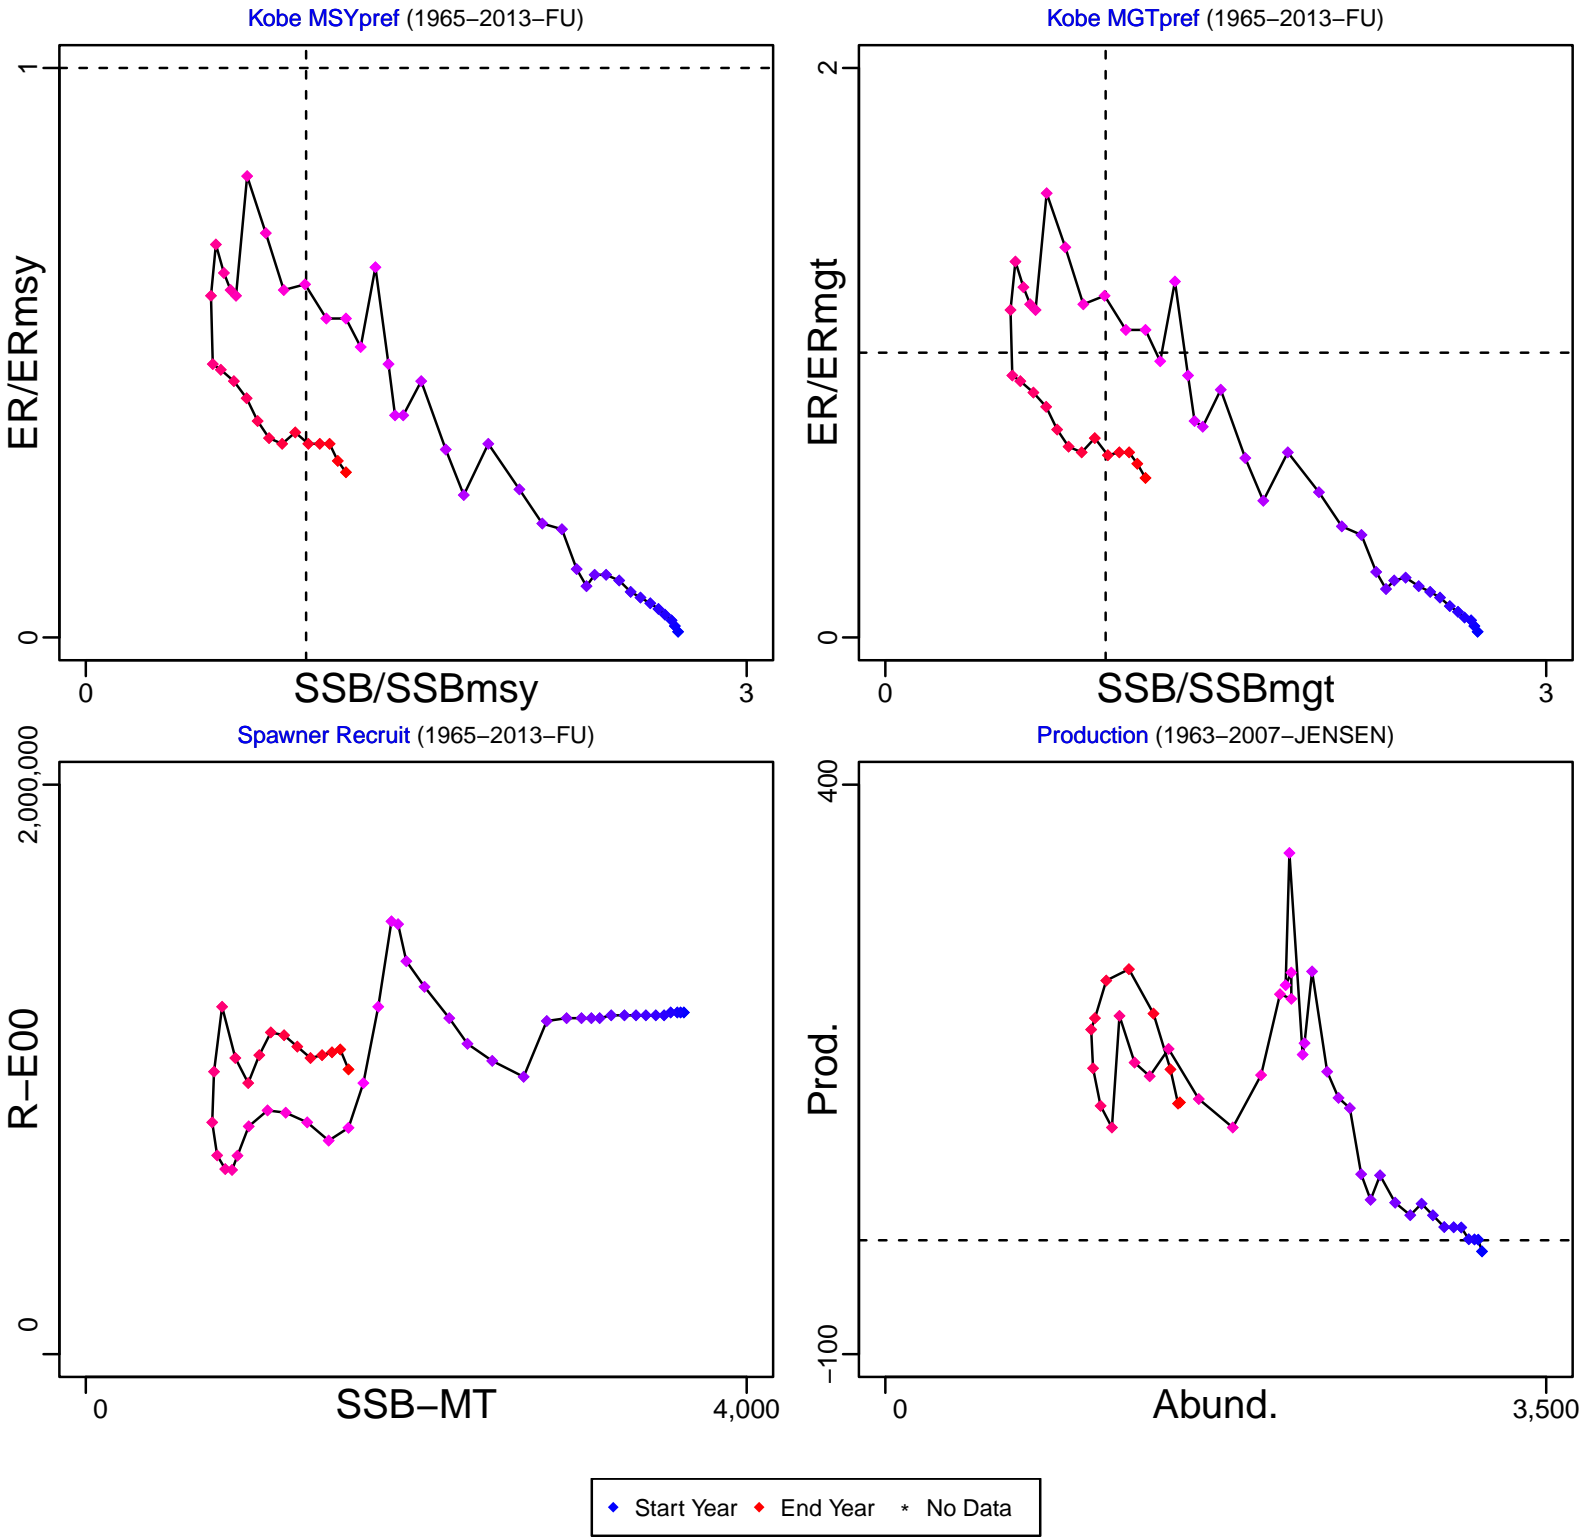 Kobe MSYpref (1965−2013−FU)
1
0
ER/ERmsy
0
SSB/SSBmsy
3
Kobe MGTpref (1965−2013−FU)
2
0
ER/ERmgt
0
SSB/SSBmgt
3
Spawner Recruit (1965−2013−FU)
2,000,000
0
R−E00
0
SSB−MT
4,000
Production (1963−2007−JENSEN)
400
−100
Prod.
0
Abund.
3,500
Start Year End Year * No Data